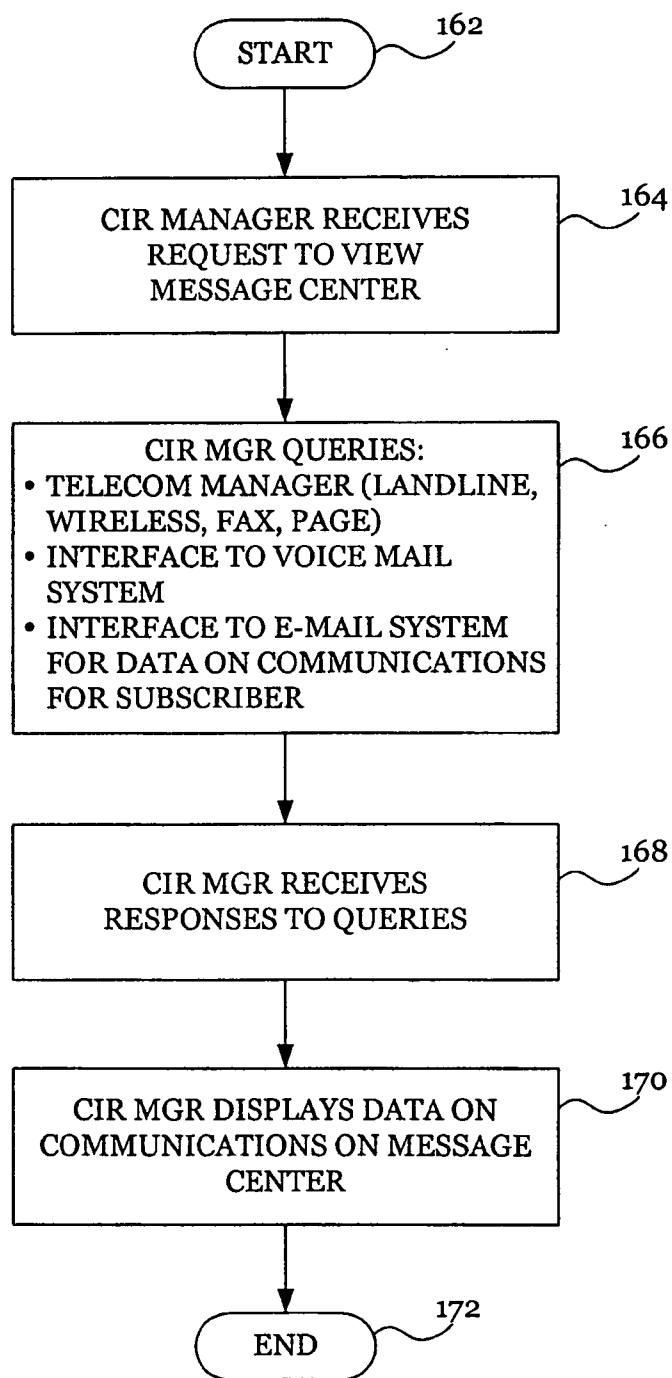 START
162
CIR MANAGER RECEIVES
REQUEST TO VIEW
MESSAGE CENTER
164
CIR MGR QUERIES:
• TELECOM MANAGER (LANDLINE,
WIRELESS, FAX, PAGE)
• INTERFACE TO VOICE MAIL
SYSTEM
• INTERFACE TO E-MAIL SYSTEM
FOR DATA ON COMMUNICATIONS
FOR SUBSCRIBER
166
CIR MGR RECEIVES
RESPONSES TO QUERIES
168
CIR MGR DISPLAYS DATA ON
COMMUNICATIONS ON MESSAGE
CENTER
170
END
172